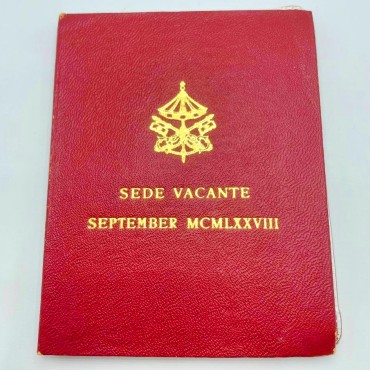 SEDE VACANTE
SEPTEMBER MCMLXXVIII